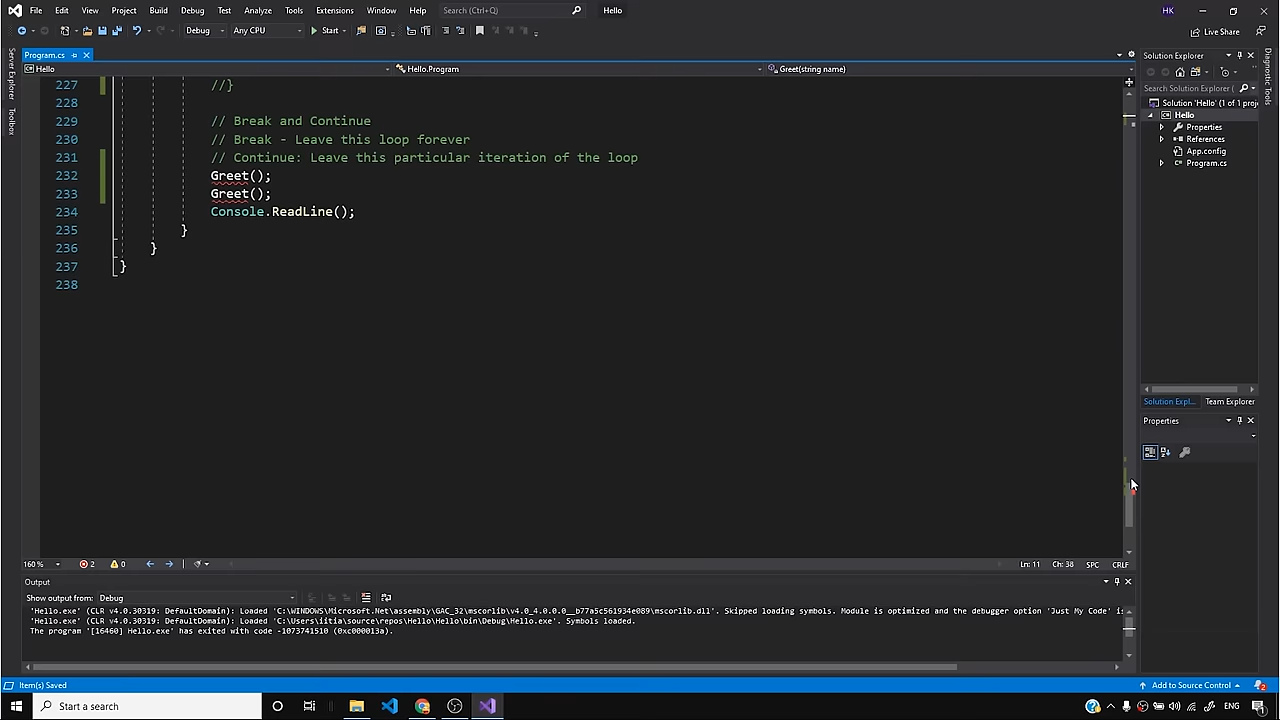 File Edit View Project Build Debug Test Analyze Tools Extensions Window Help Search (Ctrl+Q) Hello HK
Debug Any CPU Start Live Share
Server Explorer
Toolbox
Program.cs
Hello Hello.Program Greet(string name)
227 //}
228
229 // Break and Continue
230 // Break - Leave this loop forever
231 // Continue: Leave this particular iteration of the loop
232 Greet();
233 Greet();
234 Console.ReadLine();
235 }
236 }
237 }
238
160 % 2 0 Ln: 11 Ch: 38 SPC CRLF
Solution Explorer
Search Solution Explorer (
Solution 'Hello' (1 of 1 proje
Hello
Properties
References
App.config
Program.cs
Solution Expl... Team Explorer
Properties
Diagnostic Tools
Output
Show output from: Debug
'Hello.exe' (CLR v4.0.30319: DefaultDomain): Loaded 'C:\WINDOWS\Microsoft.Net\assembly\GAC_32\mscorlib\v4.0_4.0.0.0__b77a5c561934e089\mscorlib.dll'. Skipped loading symbols. Module is optimized and the debugger option 'Just My Code' is
'Hello.exe' (CLR v4.0.30319: DefaultDomain): Loaded 'C:\Users\iitia\source\repos\Hello\Hello\bin\Debug\Hello.exe'. Symbols loaded.
The program '[16460] Hello.exe' has exited with code -1073741510 (0xc000013a).
Item(s) Saved Add to Source Control 2
Start a search ENG